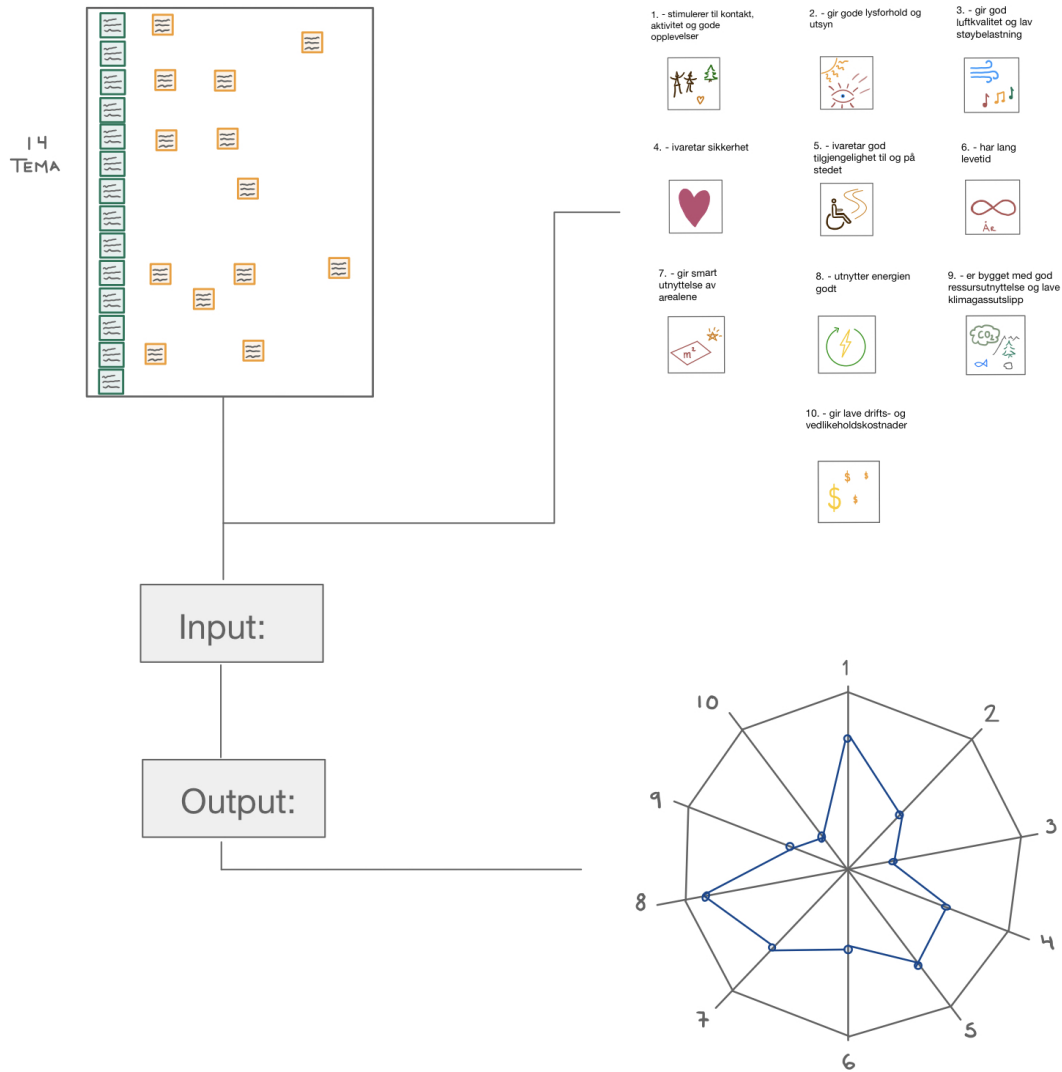 14
TEMA
1. - stimulerer til kontakt,
aktivitet og gode
opplevelser
2. - gir gode lysforhold og
utsyn
3. - gir god
luftkvalitet og lav
støybelastning
4. - ivaretar sikkerhet
5. - ivaretar god
tilgjengelighet til og på
stedet
6. - har lang
levetid
År
7. - gir smart
utnyttelse av
arealene
m²
8. - utnytter energien
godt
9. - er bygget med god
ressursutnyttelse og lave
klimagassutslipp
CO₂
10. - gir lave drifts- og
vedlikeholdskostnader
$ $ $ $
Input:
Output:
1
2
3
4
5
6
7
8
9
10